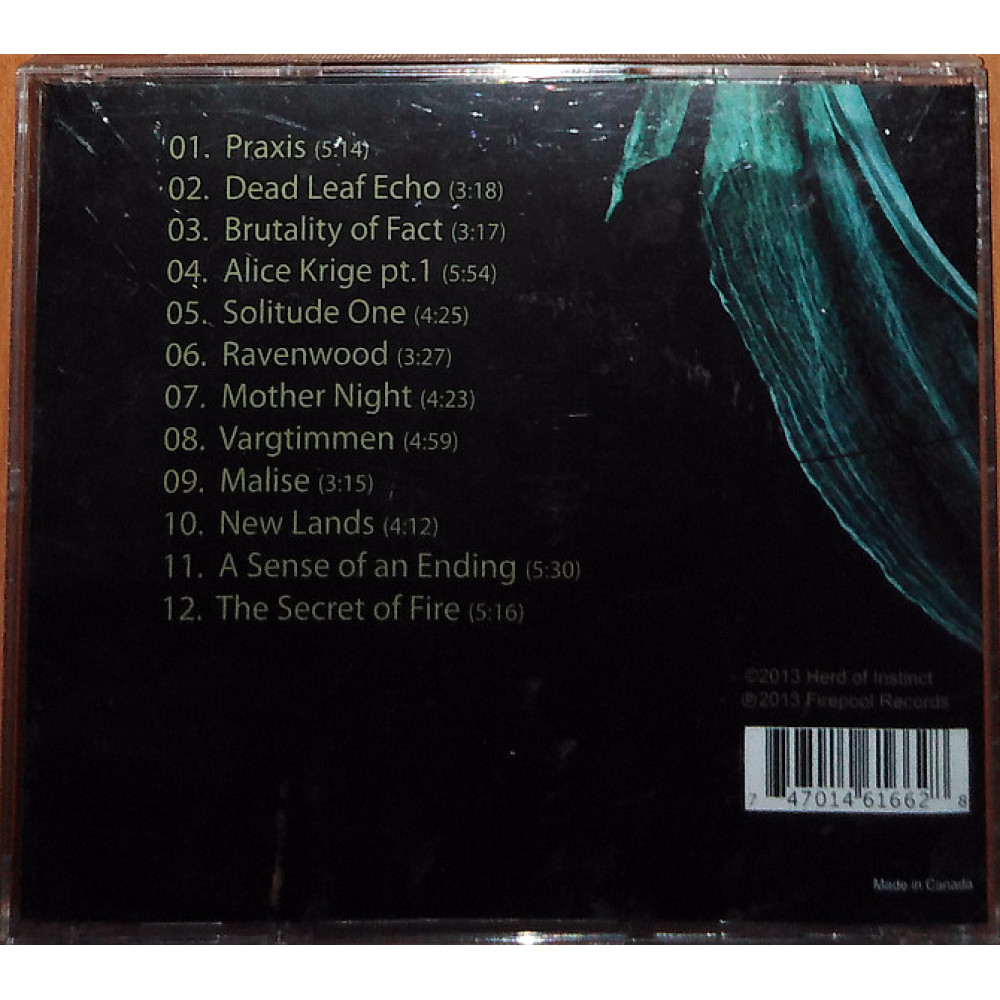 01. Praxis (5:14)
02. Dead Leaf Echo (3:18)
03. Brutality of Fact (3:17)
04. Alice Krige pt.1 (5:54)
05. Solitude One (4:25)
06. Ravenwood (3:27)
07. Mother Night (4:23)
08. Vargtimmen (4:59)
09. Malise (3:15)
10. New Lands (4:12)
11. A Sense of an Ending (5:30)
12. The Secret of Fire (5:16)
©2013 Herd of Instinct
℗2013 Firepool Records
7 47014 61662 8
Made in Canada